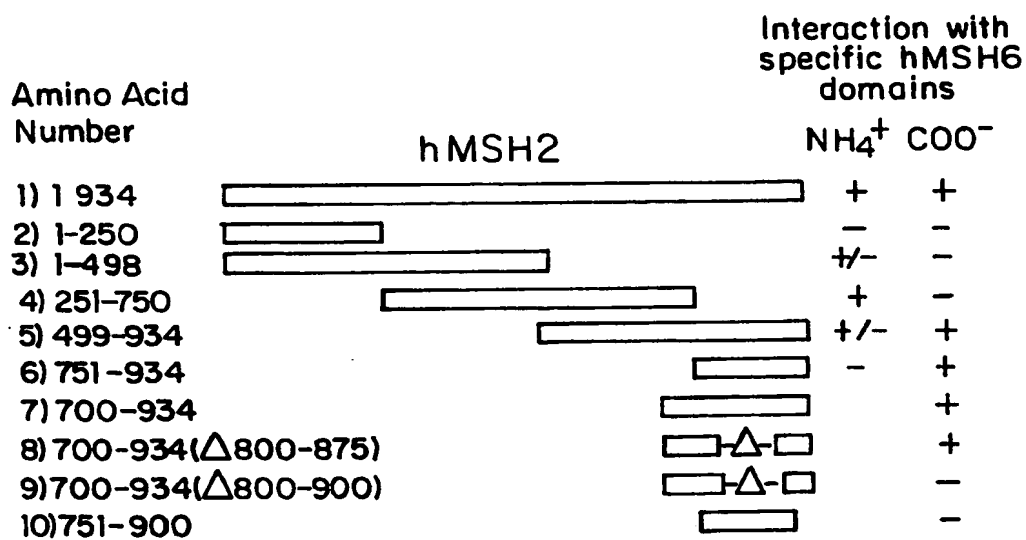 Interaction with
specific hMSH6
domains
Amino Acid
Number
hMSH2
NH4+ COO−
1) 1 934 + +
2) 1-250 − −
3) 1-498 +/- −
4) 251-750 + −
5) 499-934 +/- +
6) 751-934 − +
7) 700-934 +
8) 700-934(Δ800-875) Δ +
9) 700-934(Δ800-900) Δ −
10) 751-900 −